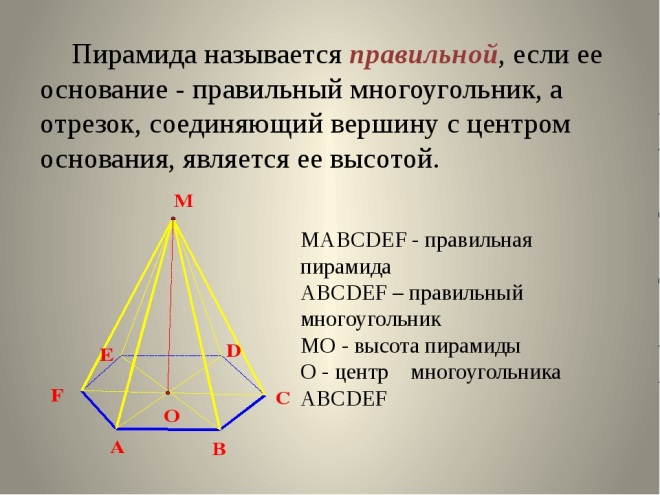 Пирамида называется правильной, если ее
основание - правильный многоугольник, а
отрезок, соединяющий вершину с центром
основания, является ее высотой.
M
MABCDEF - правильная
пирамида
ABCDEF – правильный
многоугольник
MO - высота пирамиды
O - центр многоугольника
ABCDEF
E
D
F
C
O
A
B